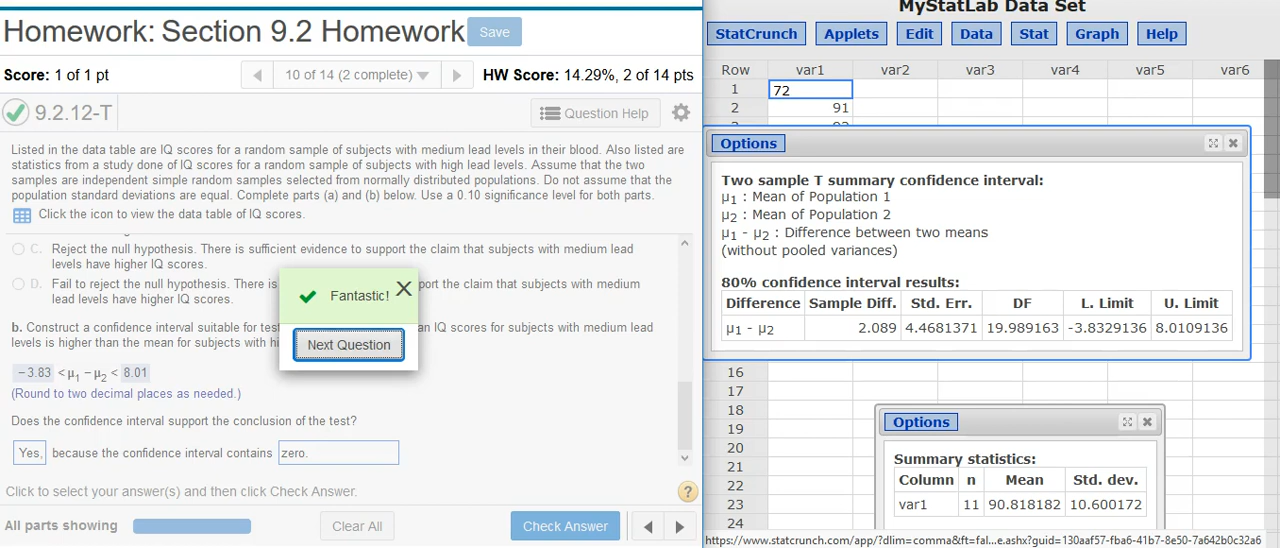 Homework: Section 9.2 Homework
Save
Score: 1 of 1 pt
10 of 14 (2 complete)
HW Score: 14.29%, 2 of 14 pts
9.2.12-T
Question Help
Listed in the data table are IQ scores for a random sample of subjects with medium lead levels in their blood. Also listed are
statistics from a study done of IQ scores for a random sample of subjects with high lead levels. Assume that the two
samples are independent simple random samples selected from normally distributed populations. Do not assume that the
population standard deviations are equal. Complete parts (a) and (b) below. Use a 0.10 significance level for both parts.
Click the icon to view the data table of IQ scores.
C. Reject the null hypothesis. There is sufficient evidence to support the claim that subjects with medium lead
levels have higher IQ scores.
D. Fail to reject the null hypothesis. There is port the claim that subjects with medium
lead levels have higher IQ scores.
Fantastic!
Next Question
b. Construct a confidence interval suitable for test an IQ scores for subjects with medium lead
levels is higher than the mean for subjects with hi
−3.83 < μ1 − μ2 < 8.01
(Round to two decimal places as needed.)
Does the confidence interval support the conclusion of the test?
Yes, because the confidence interval contains zero.
Click to select your answer(s) and then click Check Answer.
?
All parts showing
Clear All
Check Answer
MyStatLab Data Set
StatCrunch Applets Edit Data Stat Graph Help
Row var1 var2 var3 var4 var5 var6
1 72
2 91
Options
Two sample T summary confidence interval:
μ1 : Mean of Population 1
μ2 : Mean of Population 2
μ1 - μ2 : Difference between two means
(without pooled variances)
80% confidence interval results:
Difference Sample Diff. Std. Err. DF L. Limit U. Limit
μ1 - μ2 2.089 4.4681371 19.989163 -3.8329136 8.0109136
16
17
18
19
20
21
22
23
24
Options
Summary statistics:
Column n Mean Std. dev.
var1 11 90.818182 10.600172
https://www.statcrunch.com/app/?dlim=comma&ft=fal...e.ashx?guid=130aaf57-fba6-41b7-8e50-7a642b0c32a6